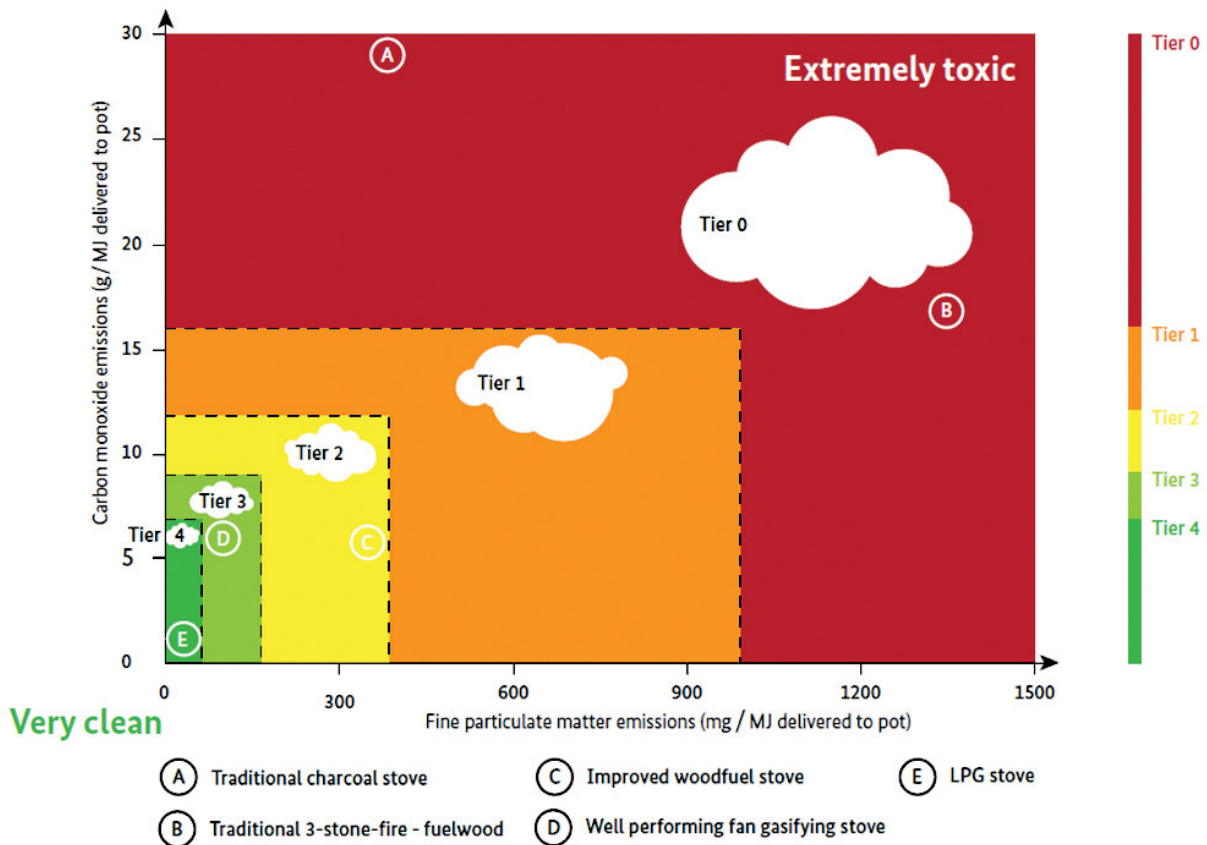 30
A
Extremely toxic
Tier 0
25
Tier 0
20
B
Tier 1
15
Tier 1
Tier 2
Tier 2
10
Tier 3
Tier 3
Tier 4
D
C
Tier 4
5
E
0
0
300
600
900
1200
1500
Carbon monoxide emissions (g / MJ delivered to pot)
Very clean
Fine particulate matter emissions (mg / MJ delivered to pot)
A Traditional charcoal stove
C Improved woodfuel stove
E LPG stove
B Traditional 3-stone-fire - fuelwood
D Well performing fan gasifying stove